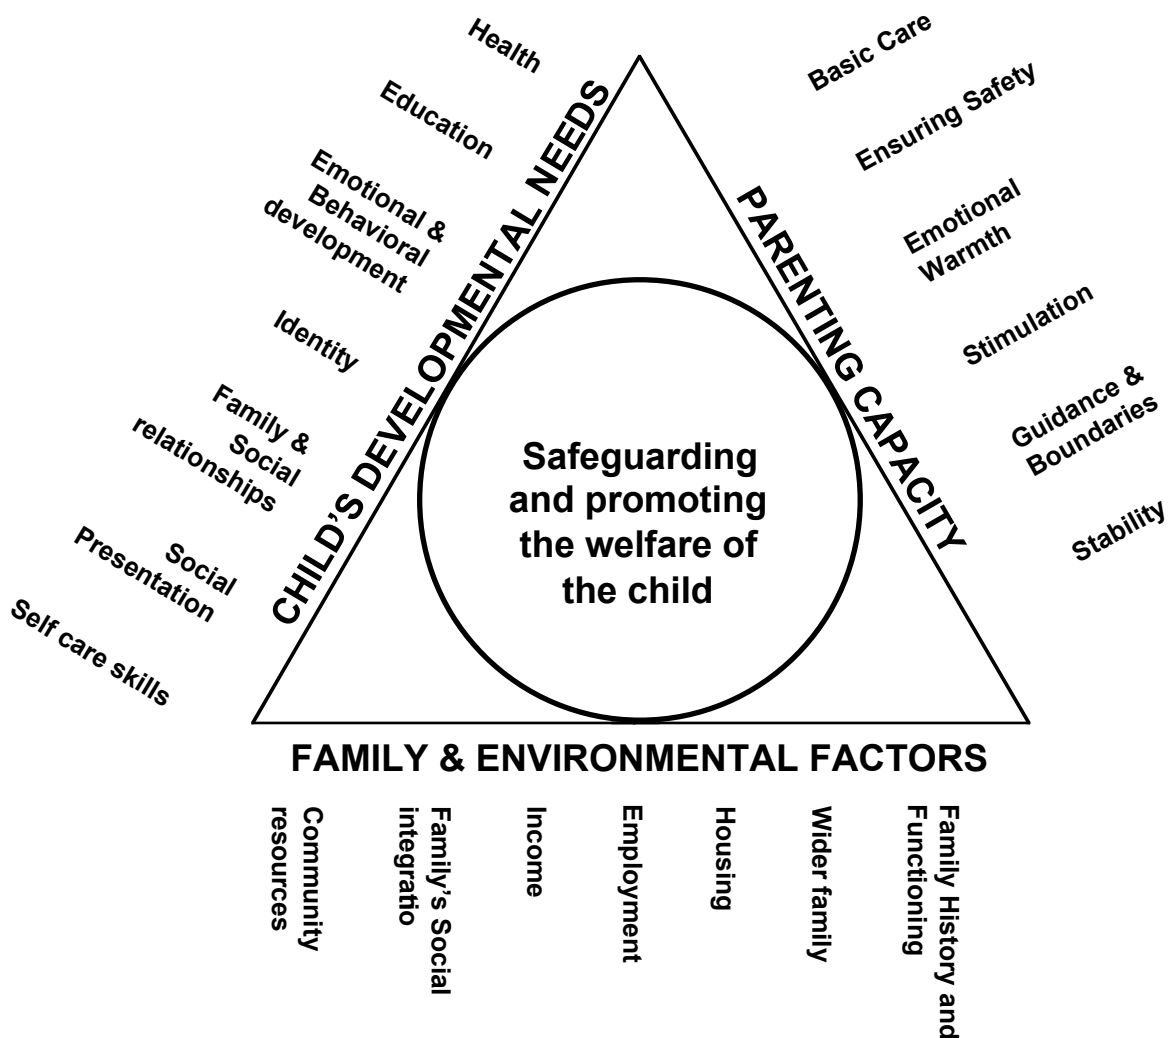 Health
Education
Emotional &
Behavioral
development
Identity
Family &
Social
relationships
Social
Presentation
Self care skills
CHILD’S DEVELOPMENTAL NEEDS
Basic Care
Ensuring Safety
Emotional
Warmth
Stimulation
Guidance &
Boundaries
Stability
PARENTING CAPACITY
Safeguarding
and promoting
the welfare of
the child
FAMILY & ENVIRONMENTAL FACTORS
Community
resources
Family’s Social
integratio
Income
Employment
Housing
Wider family
Family History and
Functioning